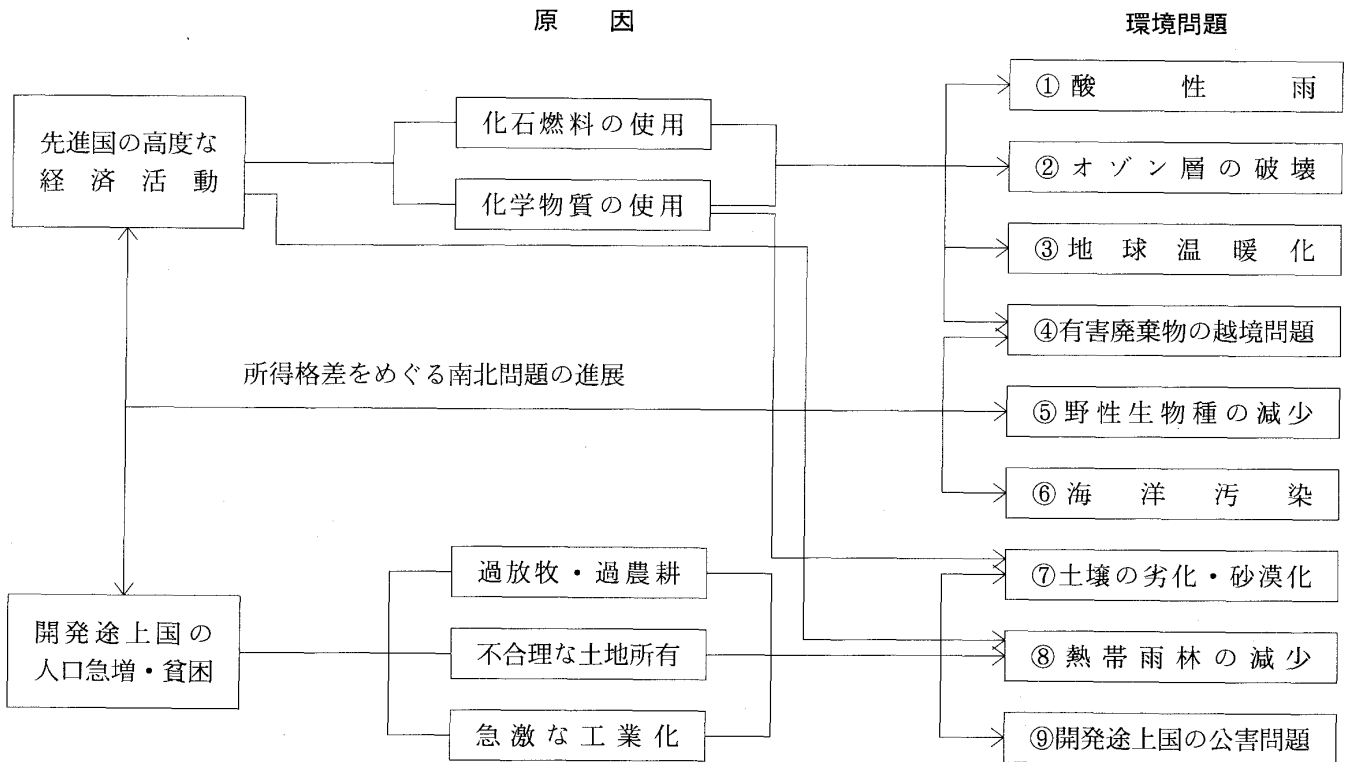 原因
環境問題
先進国の高度な
経済活動
化石燃料の使用
化学物質の使用
所得格差をめぐる南北問題の進展
開発途上国の
人口急増・貧困
過放牧・過農耕
不合理な土地所有
急激な工業化
①酸性雨
②オゾン層の破壊
③地球温暖化
④有害廃棄物の越境問題
⑤野性生物種の減少
⑥海洋汚染
⑦土壌の劣化・砂漠化
⑧熱帯雨林の減少
⑨開発途上国の公害問題